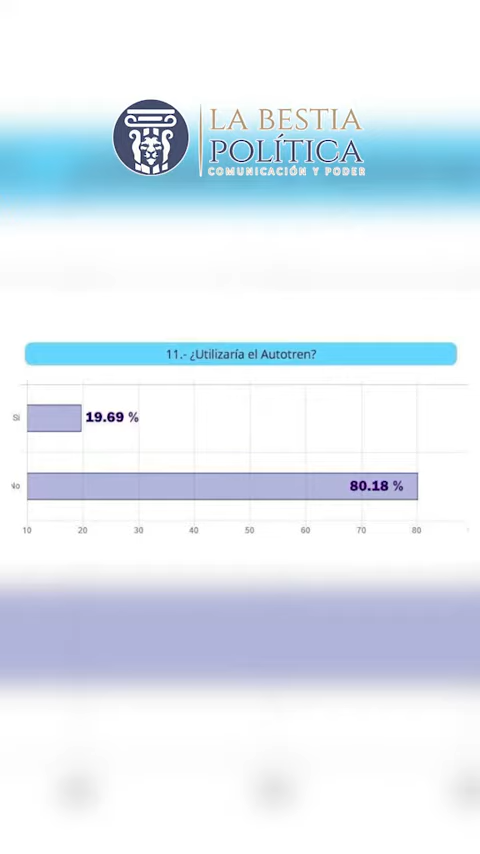 LA BESTIA
POLÍTICA
COMUNICACIÓN Y PODER
11.- ¿Utilizaría el Autotren?
Sí
19.69 %
No
80.18 %
10 20 30 40 50 60 70 80